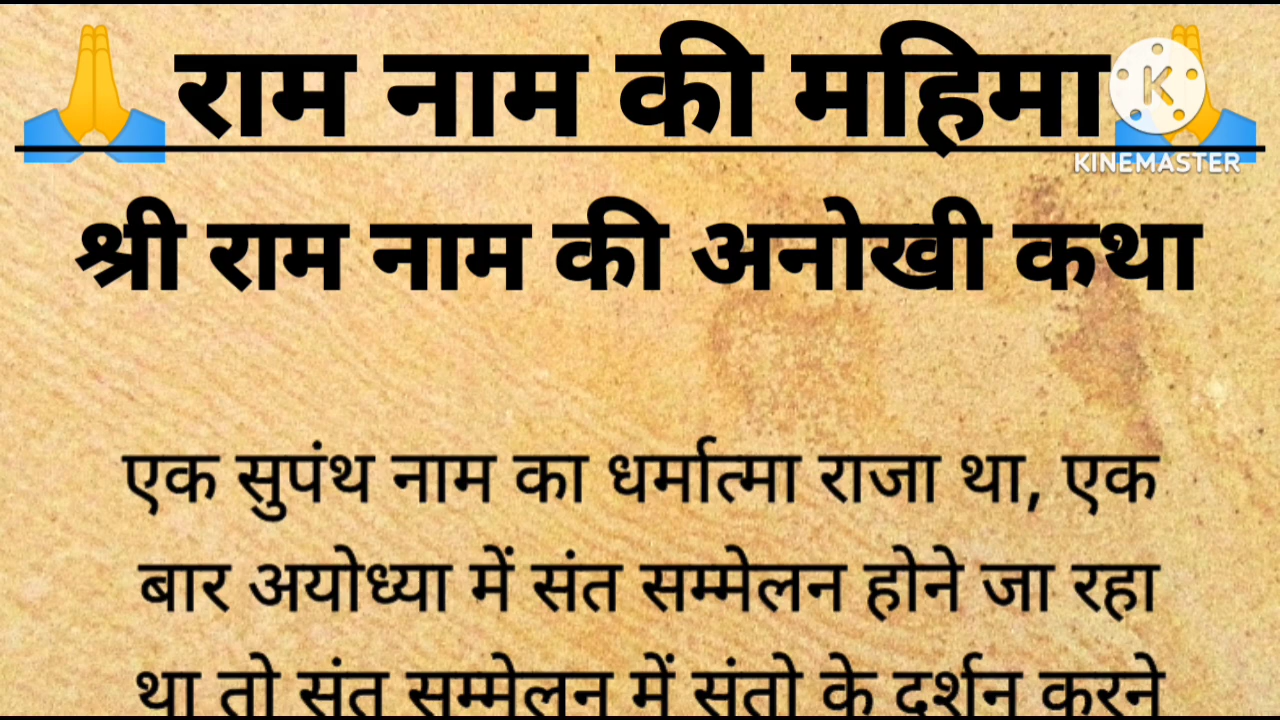 🙏 राम नाम की महिमा 🙏
K
KINEMASTER
श्री राम नाम की अनोखी कथा
एक सुपंथ नाम का धर्मात्मा राजा था, एक
बार अयोध्या में संत सम्मेलन होने जा रहा
था तो संत सम्मेलन में संतो के दर्शन करने